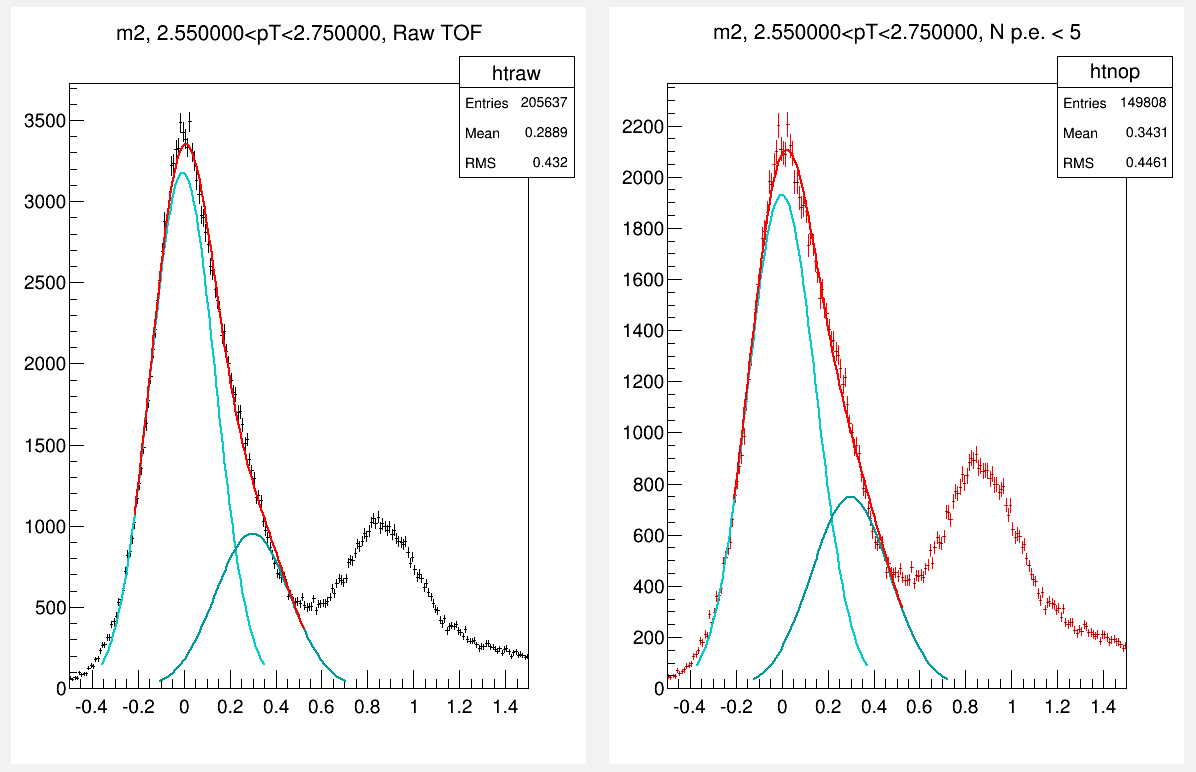 m2, 2.550000<pT<2.750000, Raw TOF
htraw
Entries 205637
Mean 0.2889
RMS 0.432
3500
3000
2500
2000
1500
1000
500
0
-0.4 -0.2 0 0.2 0.4 0.6 0.8 1 1.2 1.4
m2, 2.550000<pT<2.750000, N p.e. < 5
htnop
Entries 149808
Mean 0.3431
RMS 0.4461
2200
2000
1800
1600
1400
1200
1000
800
600
400
200
0
-0.4 -0.2 0 0.2 0.4 0.6 0.8 1 1.2 1.4